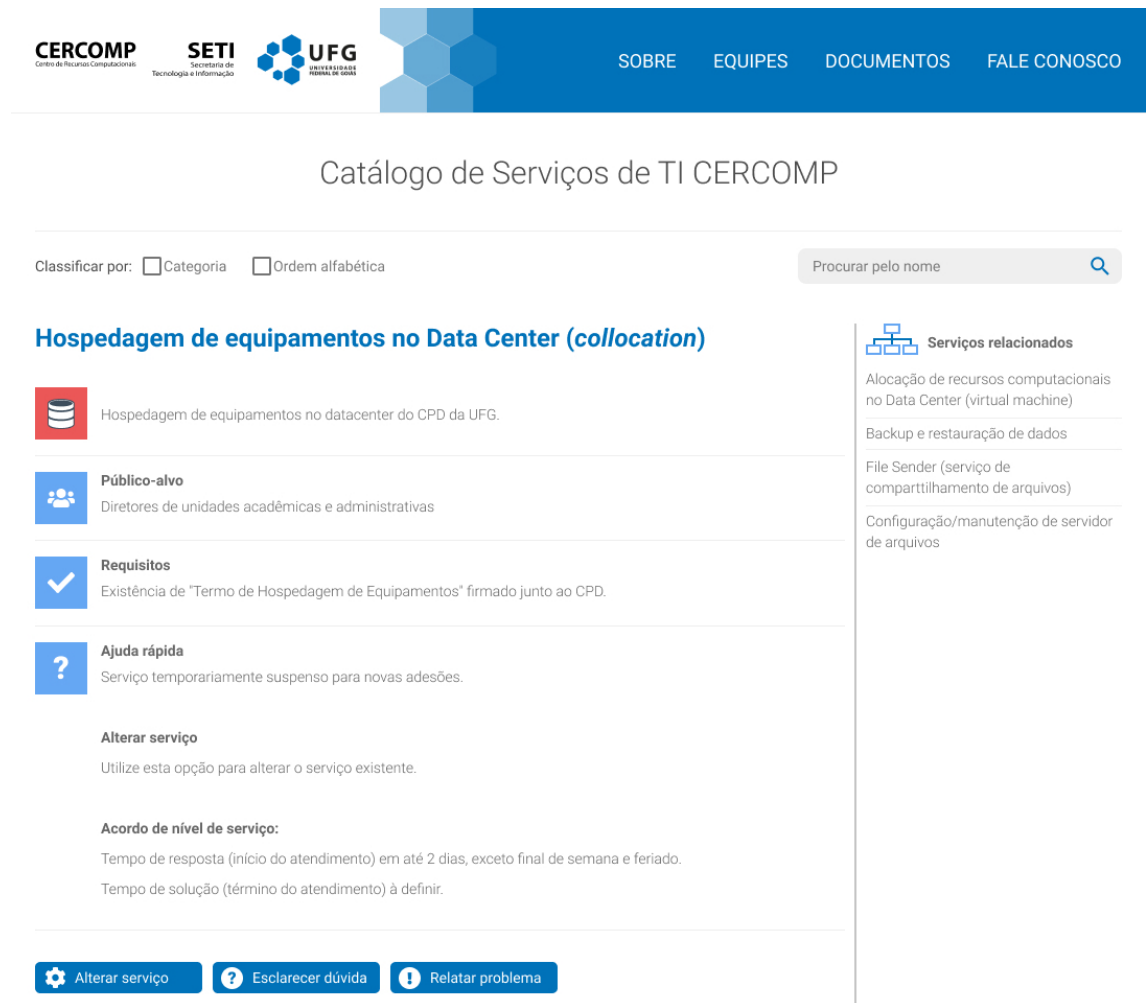 CERCOMP
Centro de Recursos Computacionais
SETI
Secretaria de
Tecnologia e Informação
UFG
UNIVERSIDADE
FEDERAL DE GOIÁS
SOBRE
EQUIPES
DOCUMENTOS
FALE CONOSCO
Catálogo de Serviços de TI CERCOMP
Classificar por: Categoria Ordem alfabética
Procurar pelo nome
Hospedagem de equipamentos no Data Center (collocation)
Hospedagem de equipamentos no datacenter do CPD da UFG.
Público-alvo
Diretores de unidades acadêmicas e administrativas
Requisitos
Existência de "Termo de Hospedagem de Equipamentos" firmado junto ao CPD.
?
Ajuda rápida
Serviço temporariamente suspenso para novas adesões.
Alterar serviço
Utilize esta opção para alterar o serviço existente.
Acordo de nível de serviço:
Tempo de resposta (início do atendimento) em até 2 dias, exceto final de semana e feriado.
Tempo de solução (término do atendimento) à definir.
Alterar serviço
? Esclarecer dúvida
! Relatar problema
Serviços relacionados
Alocação de recursos computacionais
no Data Center (virtual machine)
Backup e restauração de dados
File Sender (serviço de
comparttilhamento de arquivos)
Configuração/manutenção de servidor
de arquivos